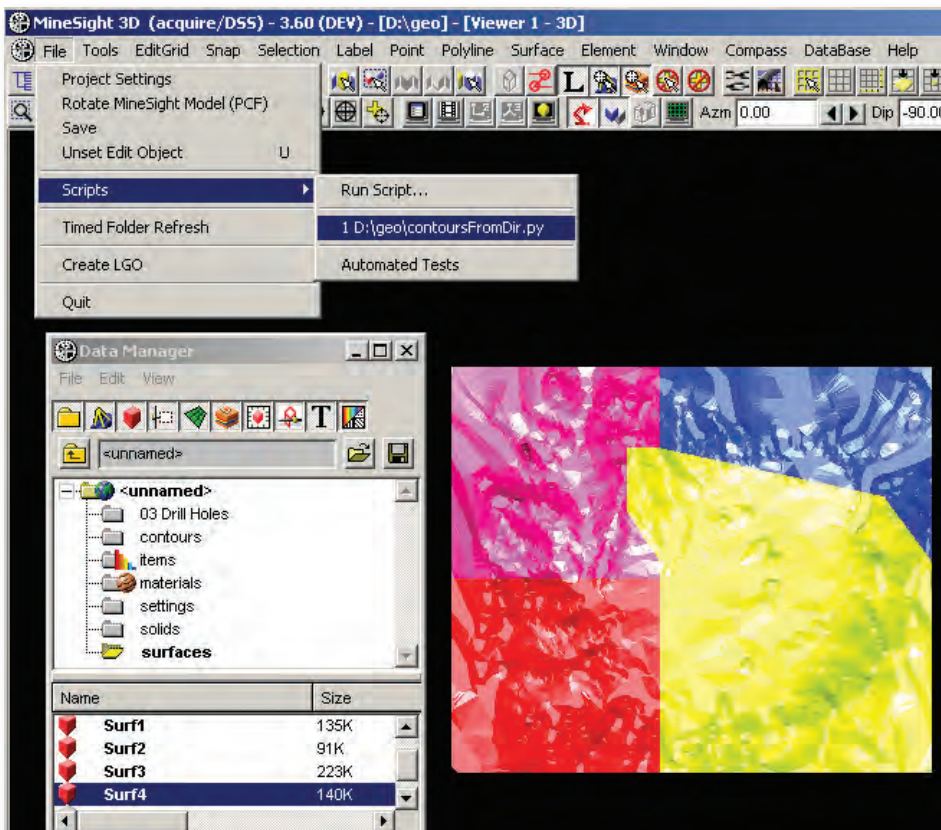 MineSight 3D (acquire/DSS) - 3.60 (DEV) - [D:\geo] - [Viewer 1 - 3D]
File Tools EditGrid Snap Selection Label Point Polyline Surface Element Window Compass DataBase Help
Project Settings
Rotate MineSight Model (PCF)
Save
Unset Edit Object U
Scripts
Timed Folder Refresh
Create LGO
Quit
Run Script...
1 D:\geo\contoursFromDir.py
Automated Tests
L
Azm 0.00 Dip -90.00
Data Manager
File Edit View
T
<unnamed>
<unnamed>
03 Drill Holes
contours
items
materials
settings
solids
surfaces
Name Size
Surf1 135K
Surf2 91K
Surf3 223K
Surf4 140K